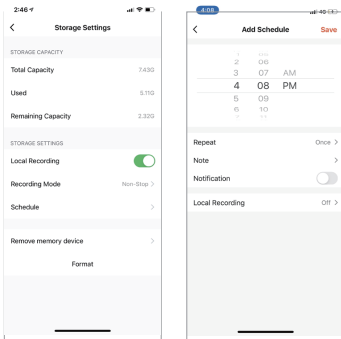 2:46
Storage Settings
STORAGE CAPACITY
Total Capacity 7.43G
Used 5.11G
Remaining Capacity 2.32G
STORAGE SETTINGS
Local Recording
Recording Mode Non-Stop >
Schedule >
Remove memory device >
Format
4:08 4G
Add Schedule Save
2 06
3 07 AM
4 08 PM
5 09
6 10
Repeat Once >
Note >
Notification
Local Recording Off >